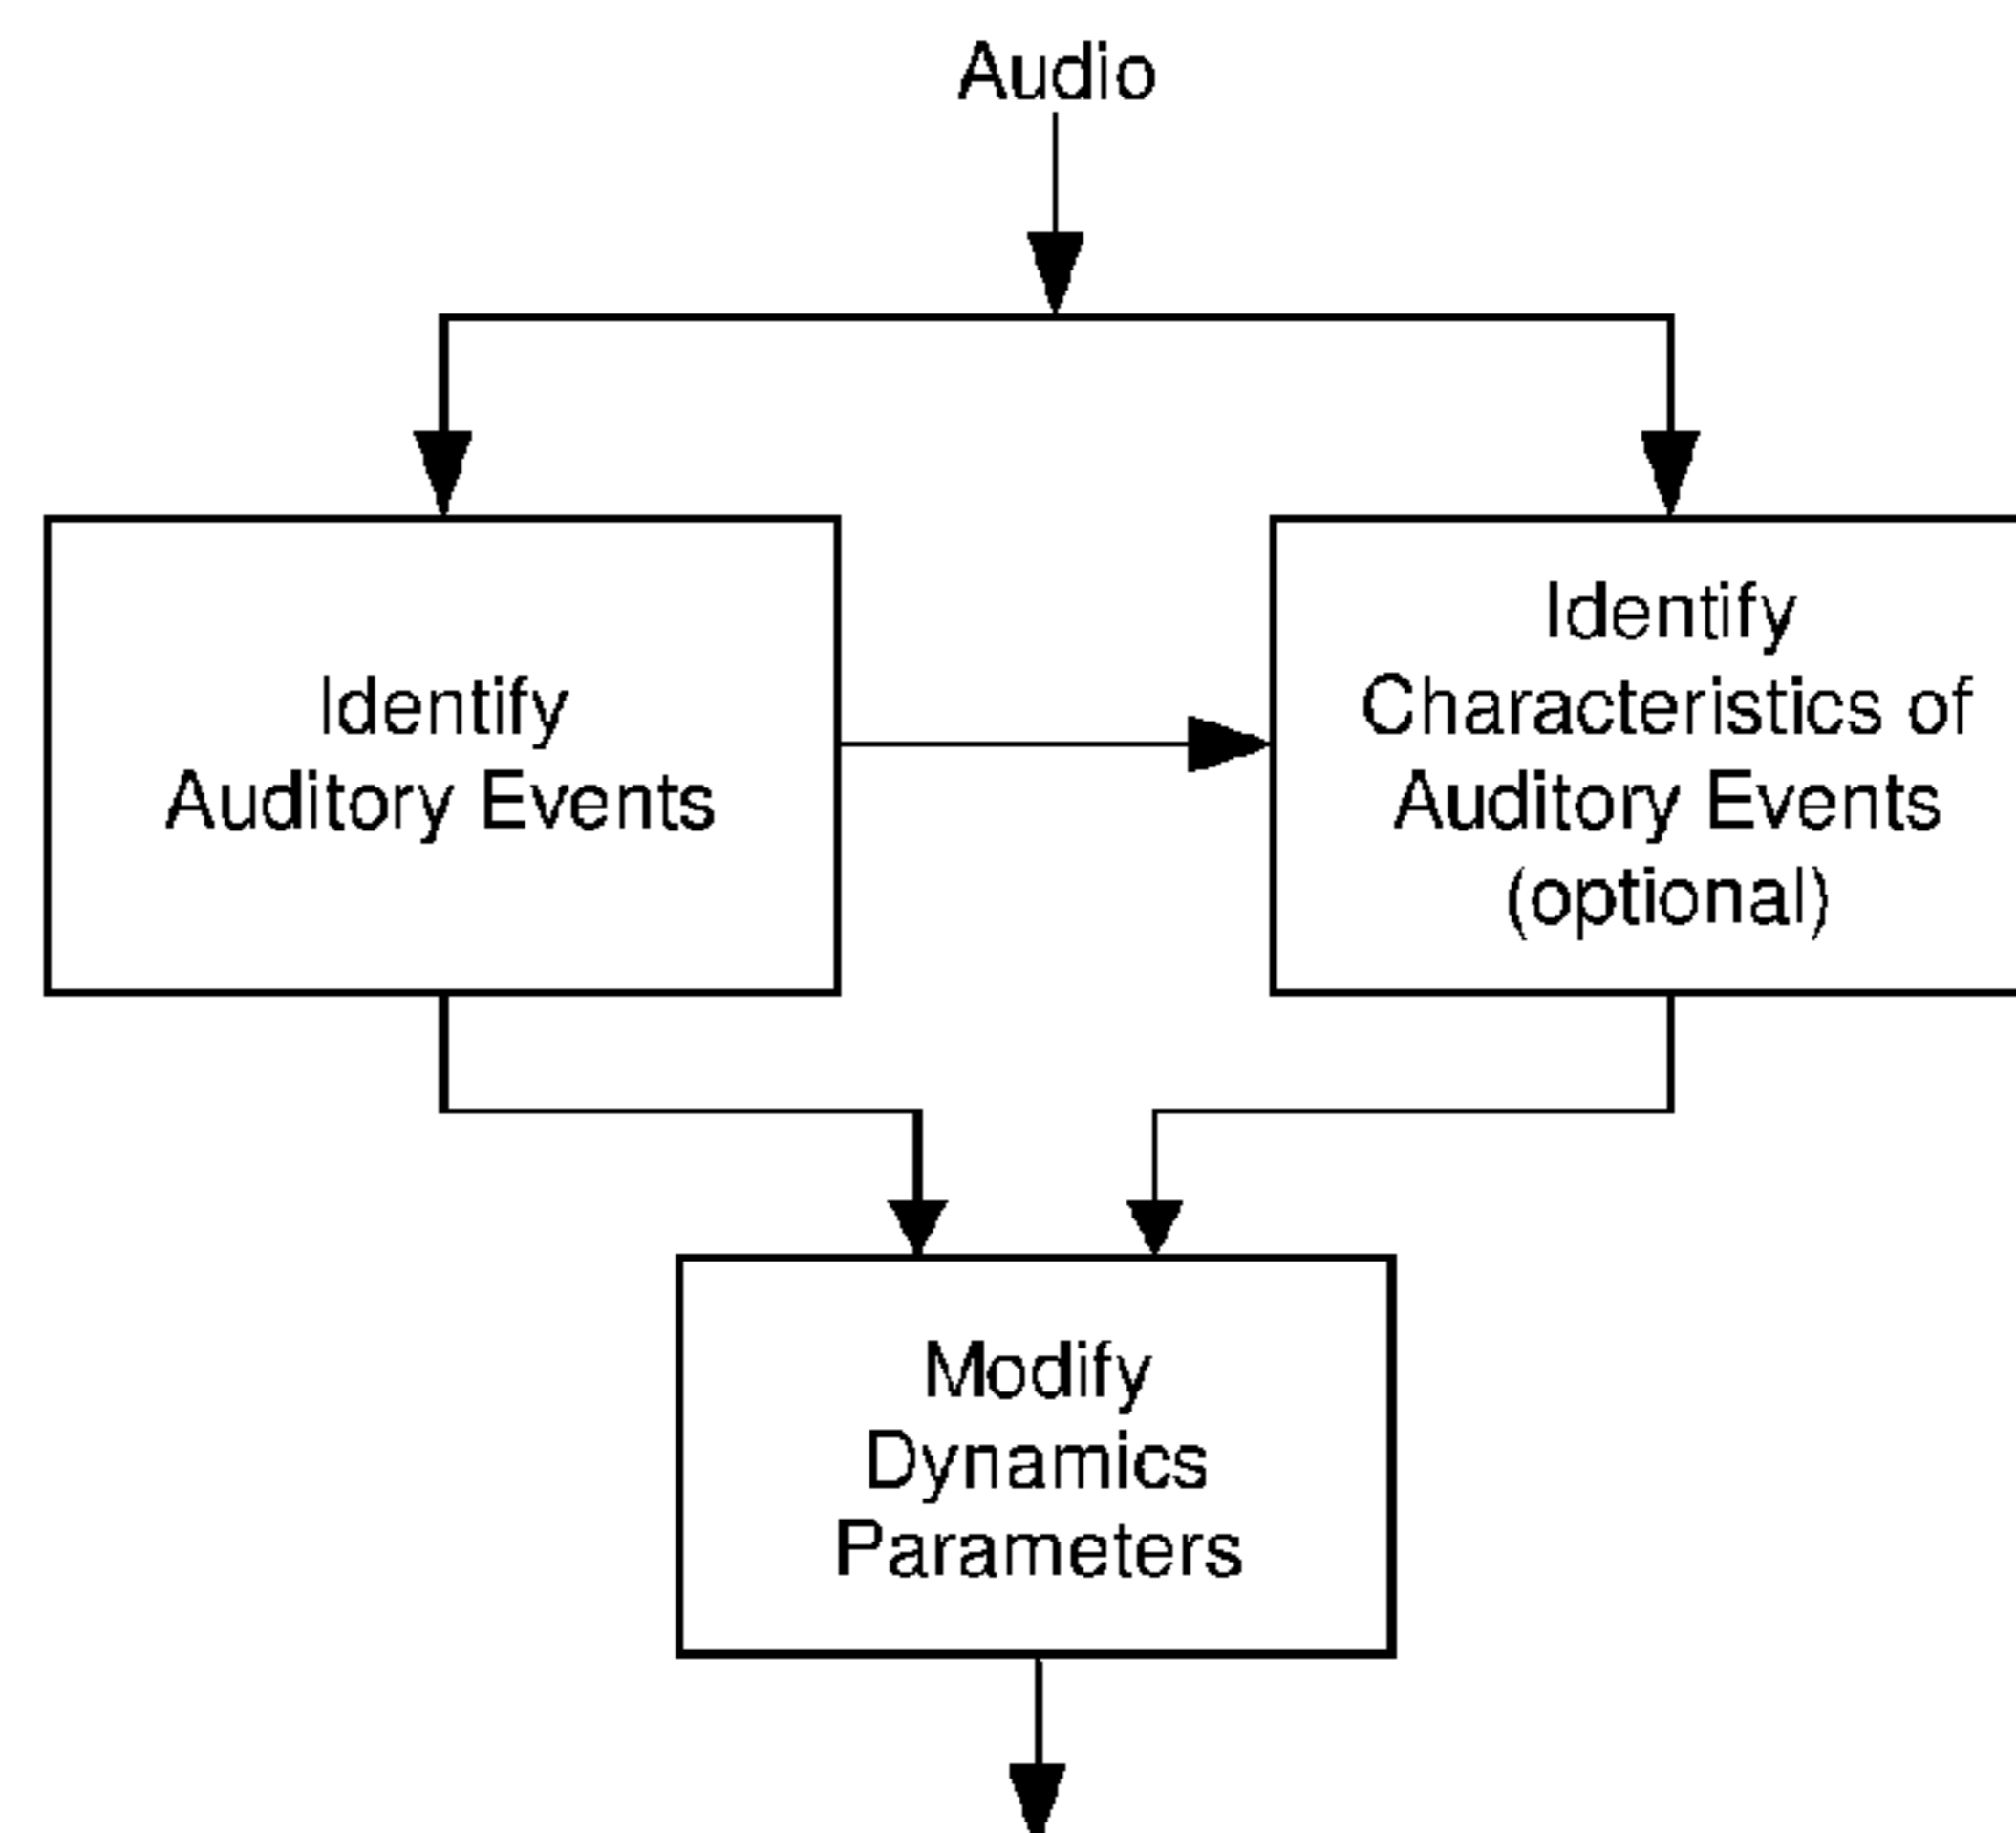 Audio
Identify
Auditory Events
Identify
Characteristics of
Auditory Events
(optional)
Modify
Dynamics
Parameters